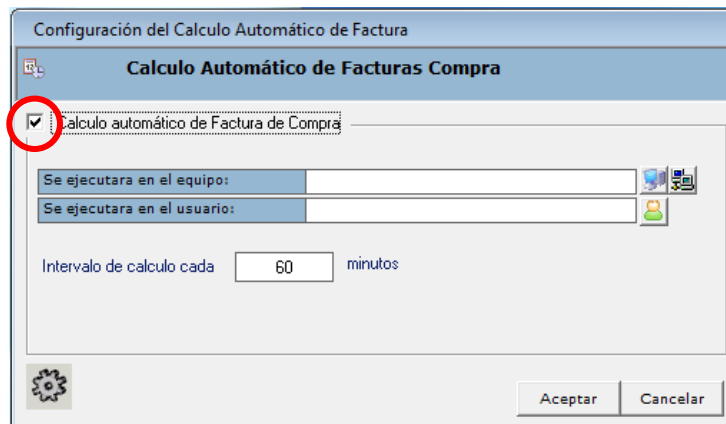 Configuración del Calculo Automático de Factura
Calculo Automático de Facturas Compra
Calculo automático de Factura de Compra
Se ejecutara en el equipo:
Se ejecutara en el usuario:
Intervalo de calculo cada 60 minutos
Aceptar Cancelar